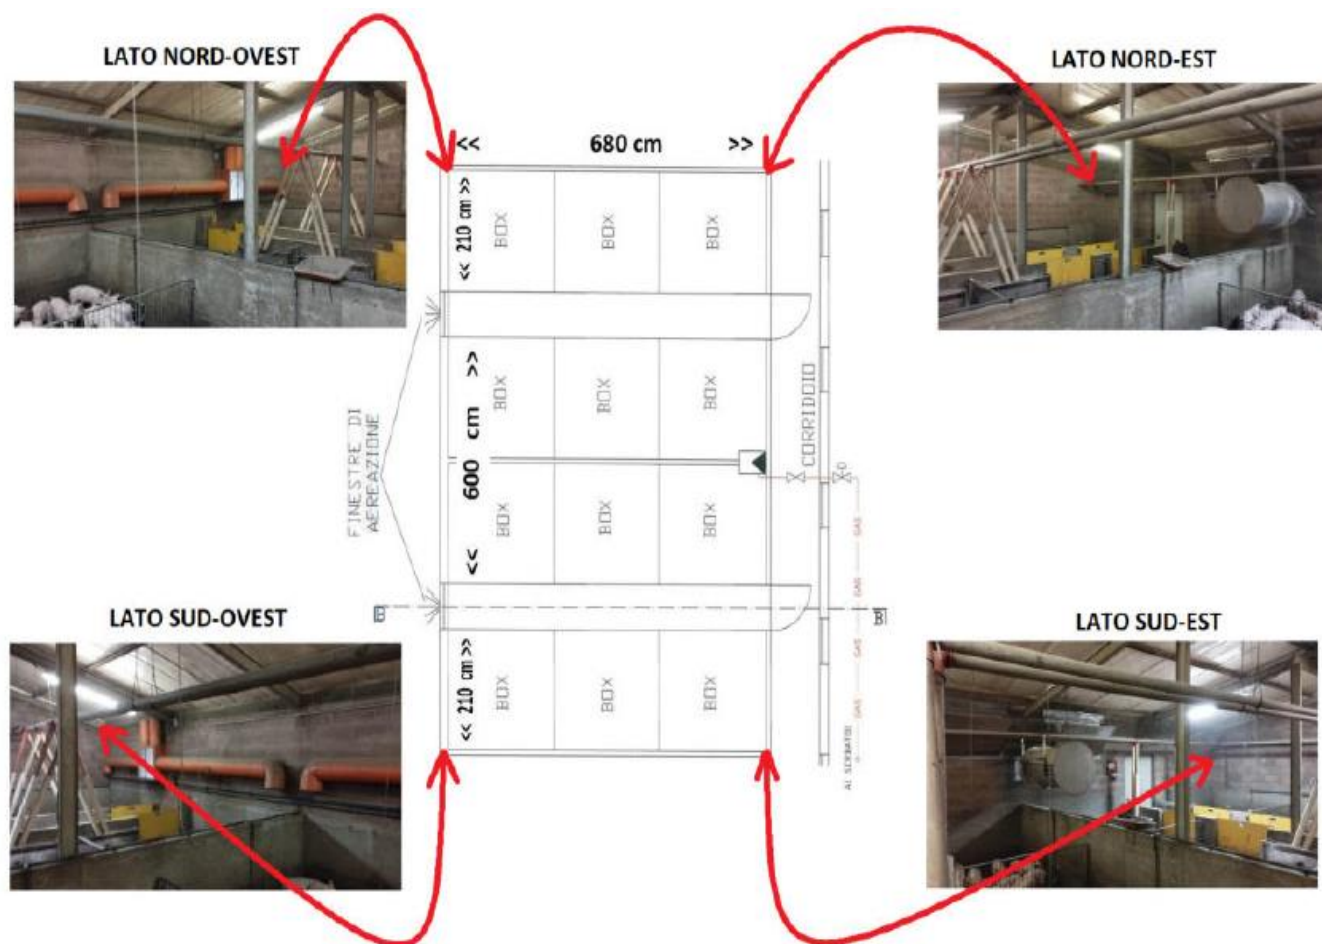 LATO NORD-OVEST
LATO NORD-EST
<< 680 cm >>
<< 210 cm >>
BOX
BOX
BOX
FINESTRE DI
AEREAZIONE
<< 600 cm >>
BOX
BOX
BOX
CORRIDOIO
BOX
BOX
BOX
GAS
GAS
GAS
GAS
B
B
LATO SUD-OVEST
LATO SUD-EST
<< 210 cm >>
BOX
BOX
BOX